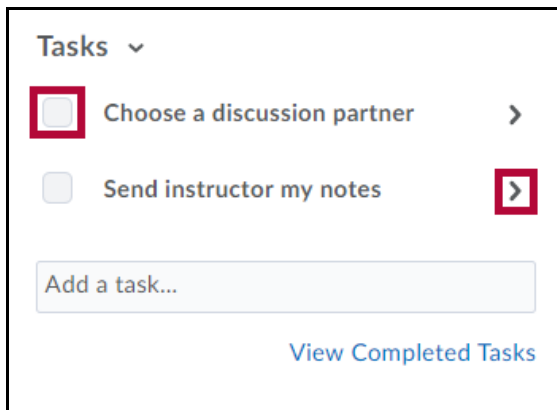 Tasks
Choose a discussion partner
Send instructor my notes
Add a task...
View Completed Tasks